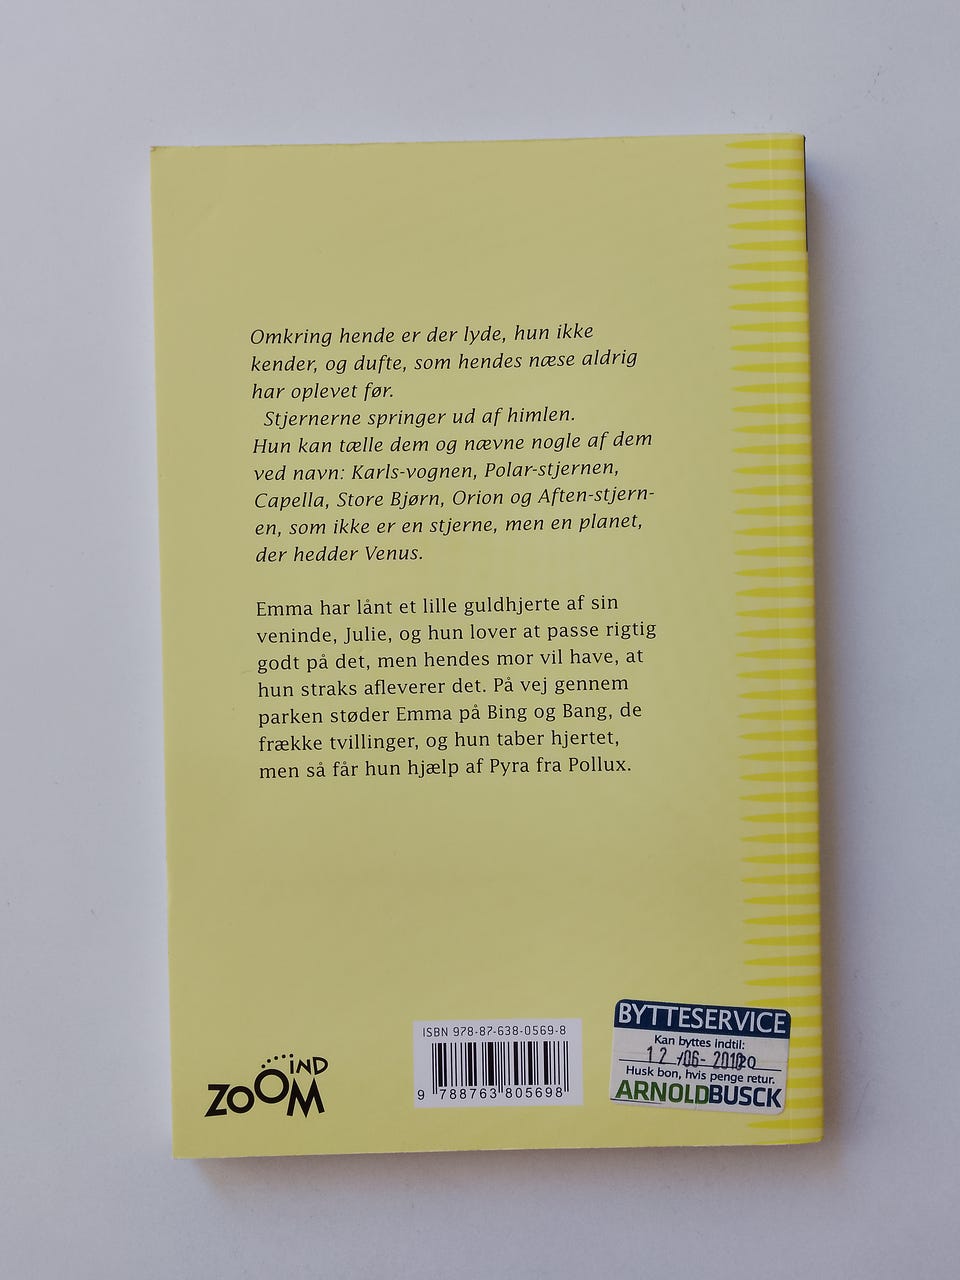 Omkring hende er der lyde, hun ikke
kender, og dufte, som hendes næse aldrig
har oplevet før.
Stjernerne springer ud af himlen.
Hun kan tælle dem og nævne nogle af dem
ved navn: Karls-vognen, Polar-stjernen,
Capella, Store Bjørn, Orion og Aften-stjern-
en, som ikke er en stjerne, men en planet,
der hedder Venus.
Emma har lånt et lille guldhjerte af sin
veninde, Julie, og hun lover at passe rigtig
godt på det, men hendes mor vil have, at
hun straks afleverer det. På vej gennem
parken støder Emma på Bing og Bang, de
frække tvillinger, og hun taber hjertet,
men så får hun hjælp af Pyra fra Pollux.
ZOOM IND
ISBN 978-87-638-0569-8
9 788763 805698
BYTTESERVICE
Kan byttes indtil:
12 /06-
Husk bon, hvis penge retur.
ARNOLDBUSCK